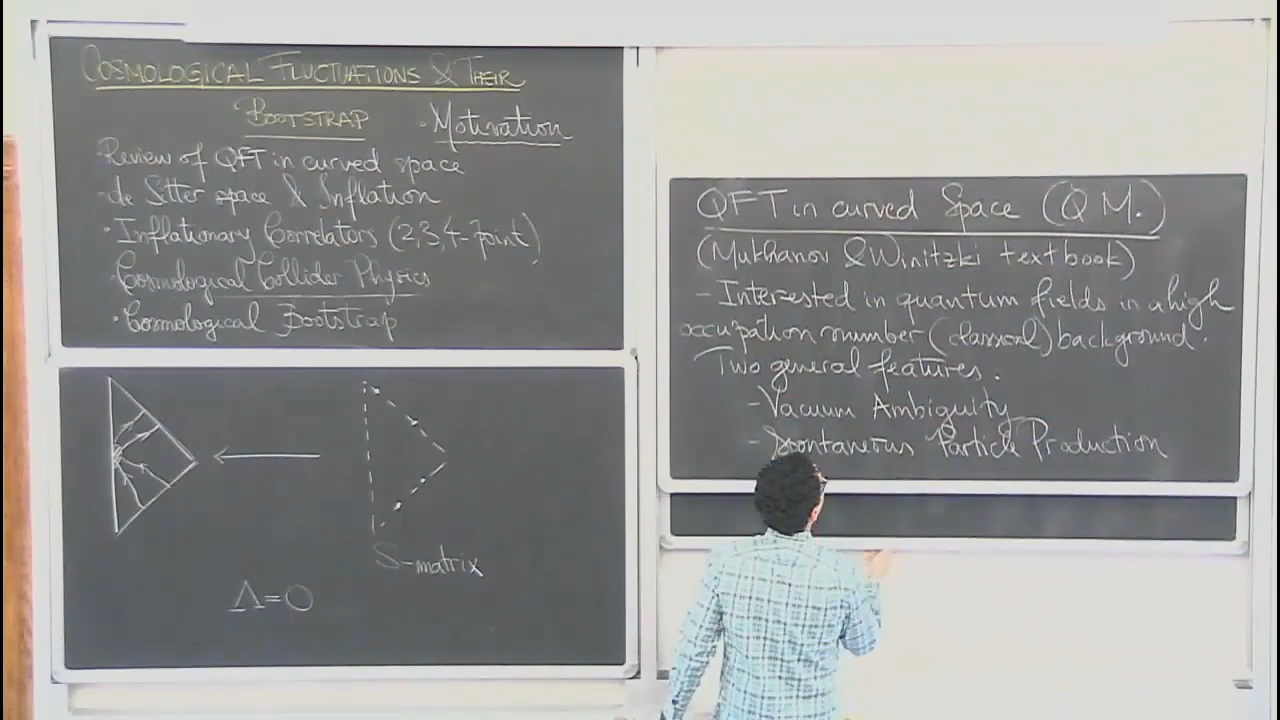 COSMOLOGICAL FLUCTUATIONS & THEIR
BOOTSTRAP
· Motivation
· Review of QFT in curved space
- de Sitter space & Inflation
· Inflationary Correlators (2,3,4-point)
· Cosmological Collider Physics
· Cosmological Bootstrap
S-matrix
Λ=0
QFT in curved Space (QM.)
(Mukhanov & Winitzki textbook)
- Interested in quantum fields in a high
occupation number (classical) background.
Two general features.
- Vacuum Ambiguity
- Spontaneous Particle Production